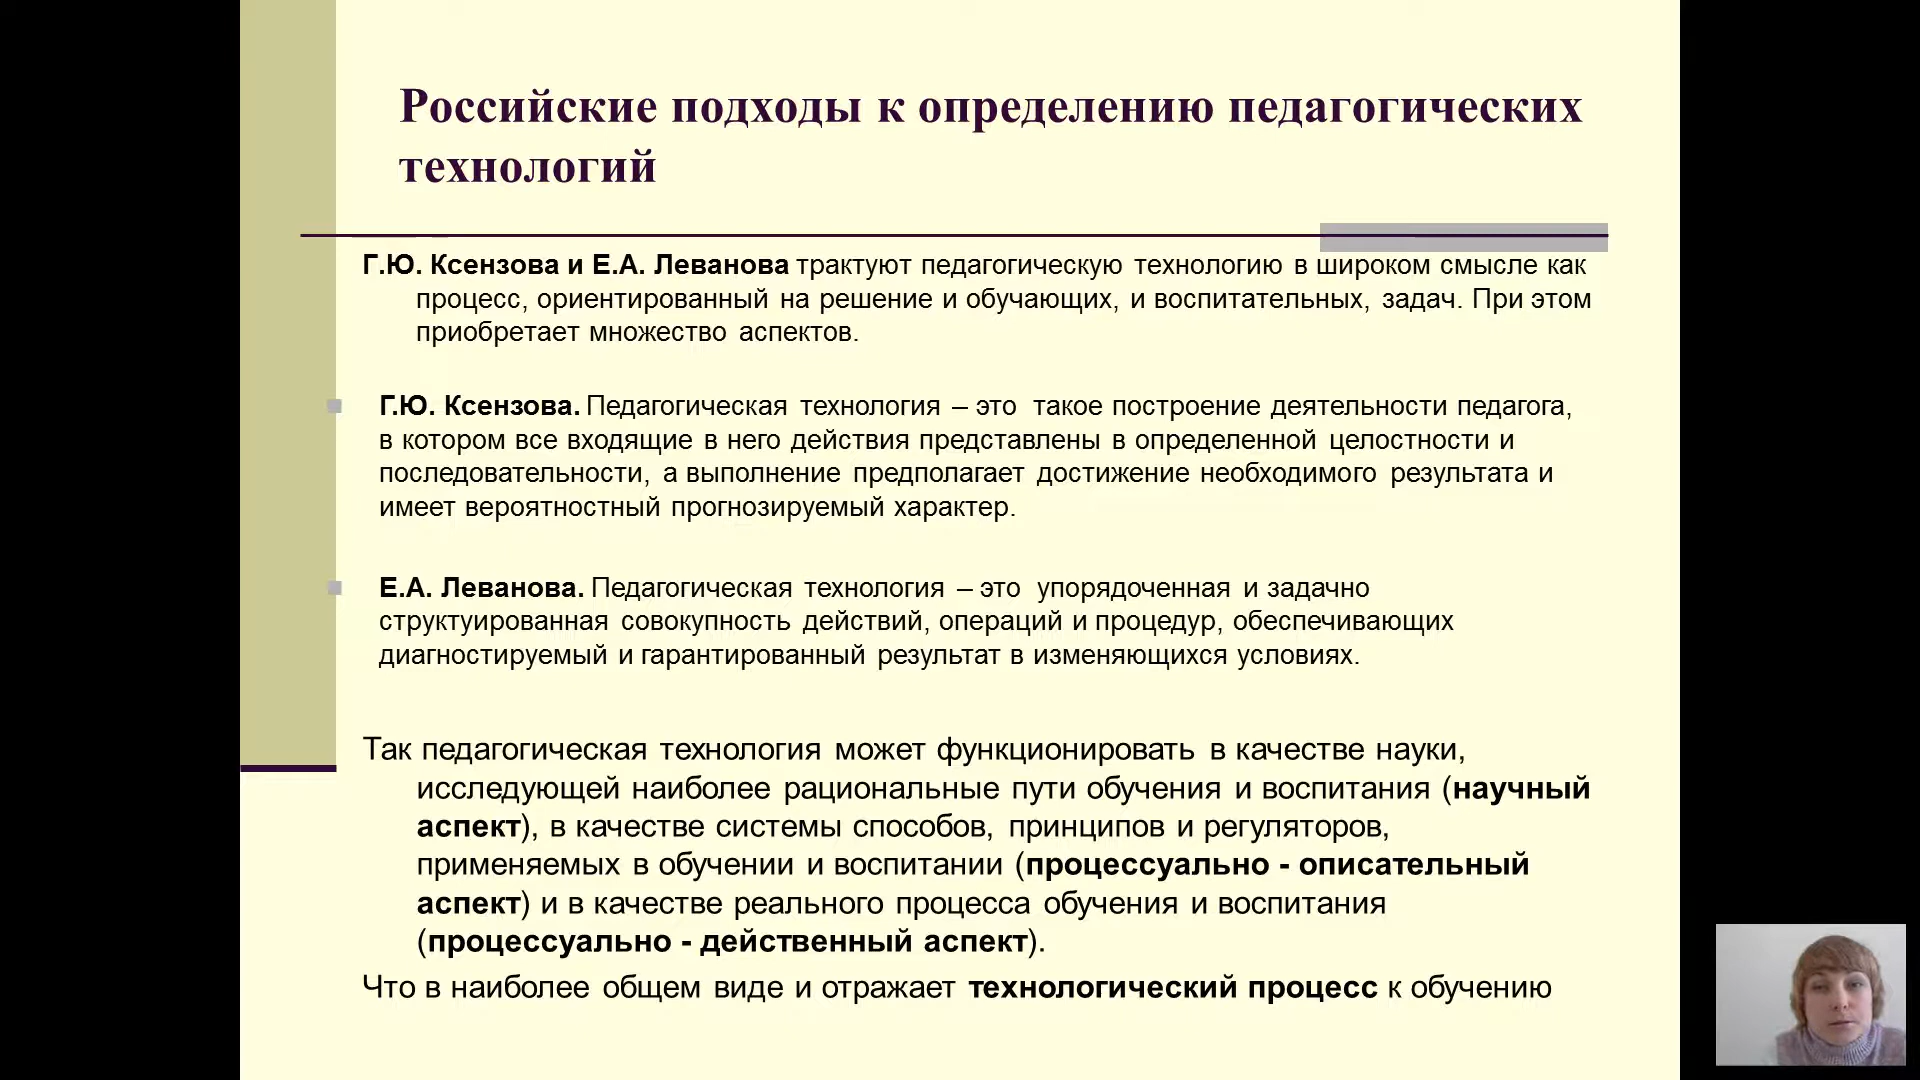 Российские подходы к определению педагогических
технологий
Г.Ю. Ксензова и Е.А. Леванова трактуют педагогическую технологию в широком смысле как
процесс, ориентированный на решение и обучающих, и воспитательных, задач. При этом
приобретает множество аспектов.
Г.Ю. Ксензова. Педагогическая технология – это такое построение деятельности педагога,
в котором все входящие в него действия представлены в определенной целостности и
последовательности, а выполнение предполагает достижение необходимого результата и
имеет вероятностный прогнозируемый характер.
Е.А. Леванова. Педагогическая технология – это упорядоченная и задачно
структуированная совокупность действий, операций и процедур, обеспечивающих
диагностируемый и гарантированный результат в изменяющихся условиях.
Так педагогическая технология может функционировать в качестве науки,
исследующей наиболее рациональные пути обучения и воспитания (научный
аспект), в качестве системы способов, принципов и регуляторов,
применяемых в обучении и воспитании (процессуально - описательный
аспект) и в качестве реального процесса обучения и воспитания
(процессуально - действенный аспект).
Что в наиболее общем виде и отражает технологический процесс к обучению